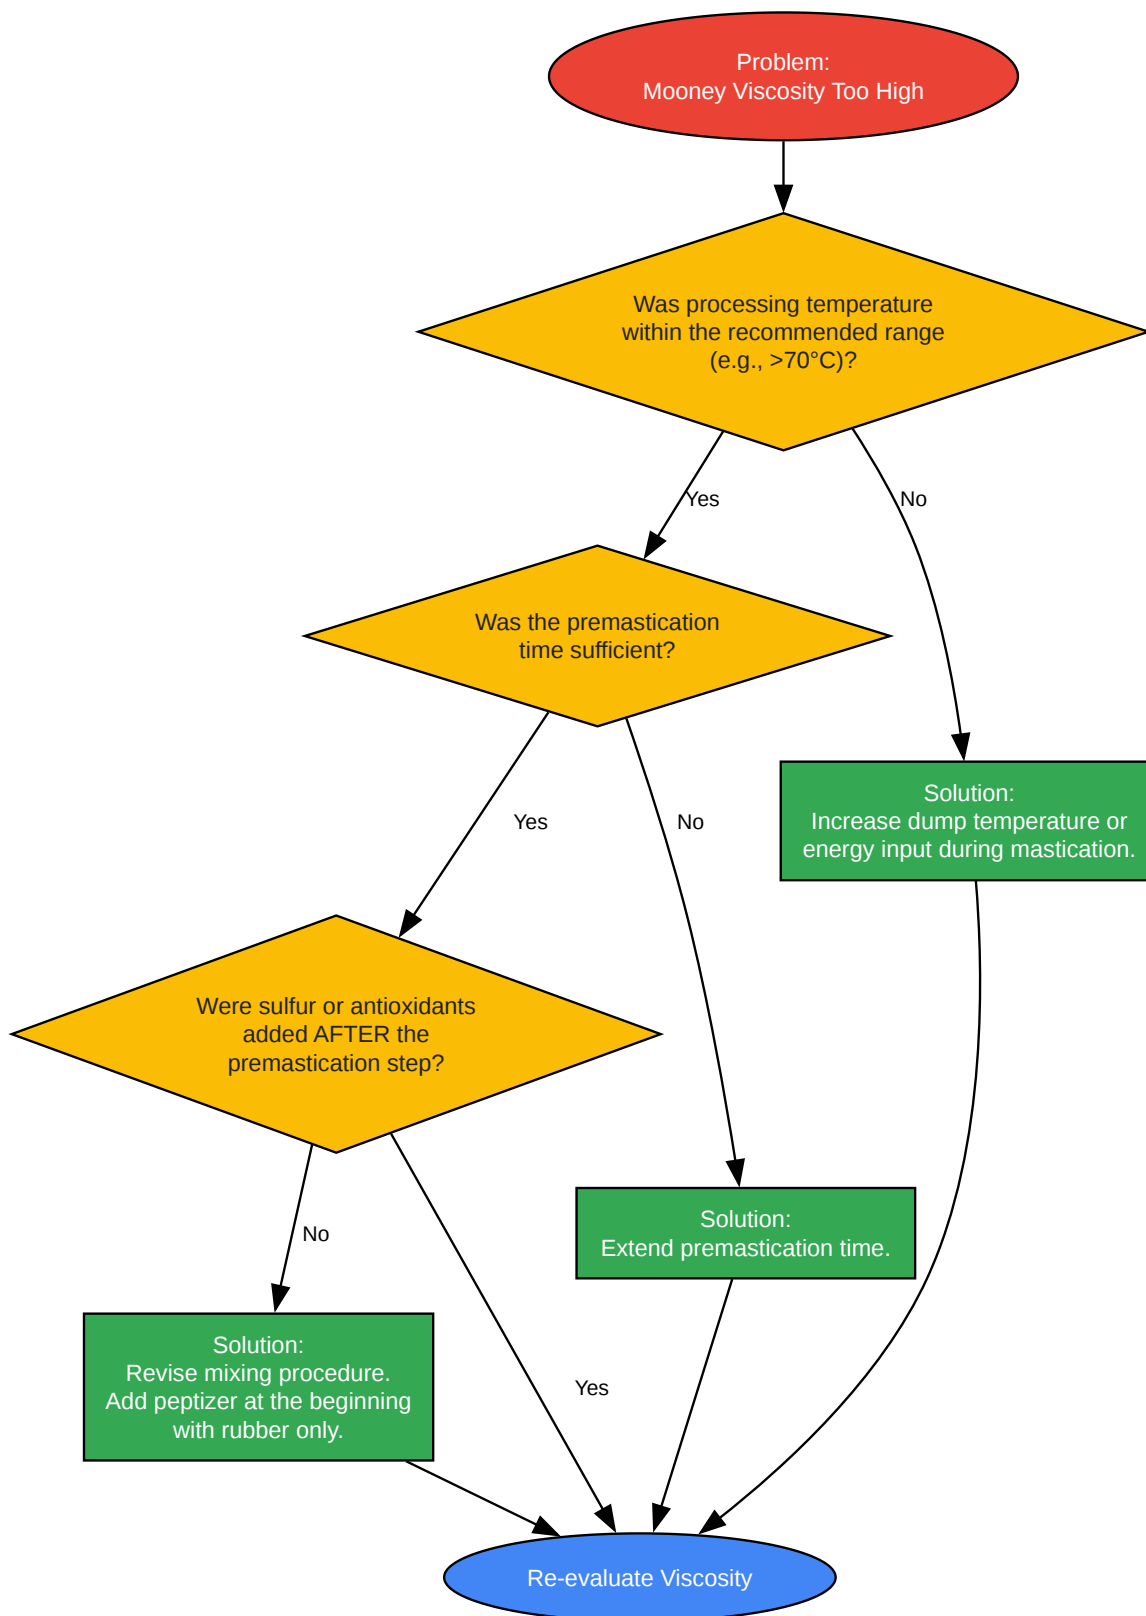 Problem:
Mooney Viscosity Too High
Was processing temperature
within the recommended range
(e.g., >70°C)?
Yes
No
Was the premastication
time sufficient?
Solution:
Increase dump temperature or
energy input during mastication.
Yes
No
Were sulfur or antioxidants
added AFTER the
premastication step?
Solution:
Extend premastication time.
No
Solution:
Revise mixing procedure.
Add peptizer at the beginning
with rubber only.
Yes
Re-evaluate Viscosity